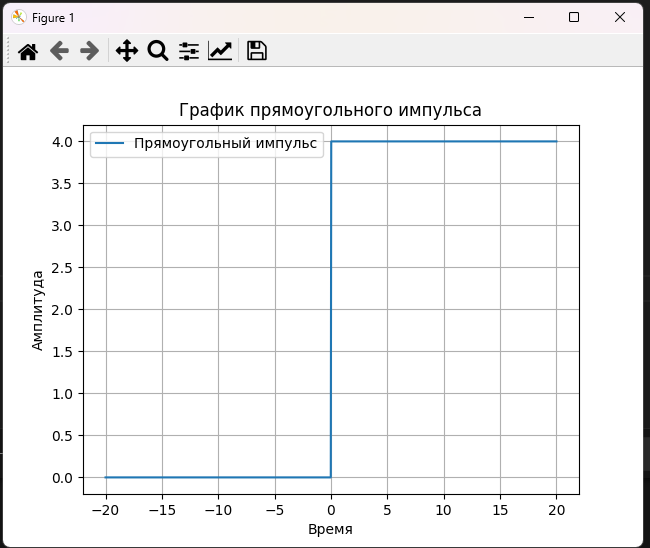 Figure 1
График прямоугольного импульса
Прямоугольный импульс
4.0
3.5
3.0
2.5
2.0
1.5
1.0
0.5
0.0
Амплитуда
−20 −15 −10 −5 0 5 10 15 20
Время